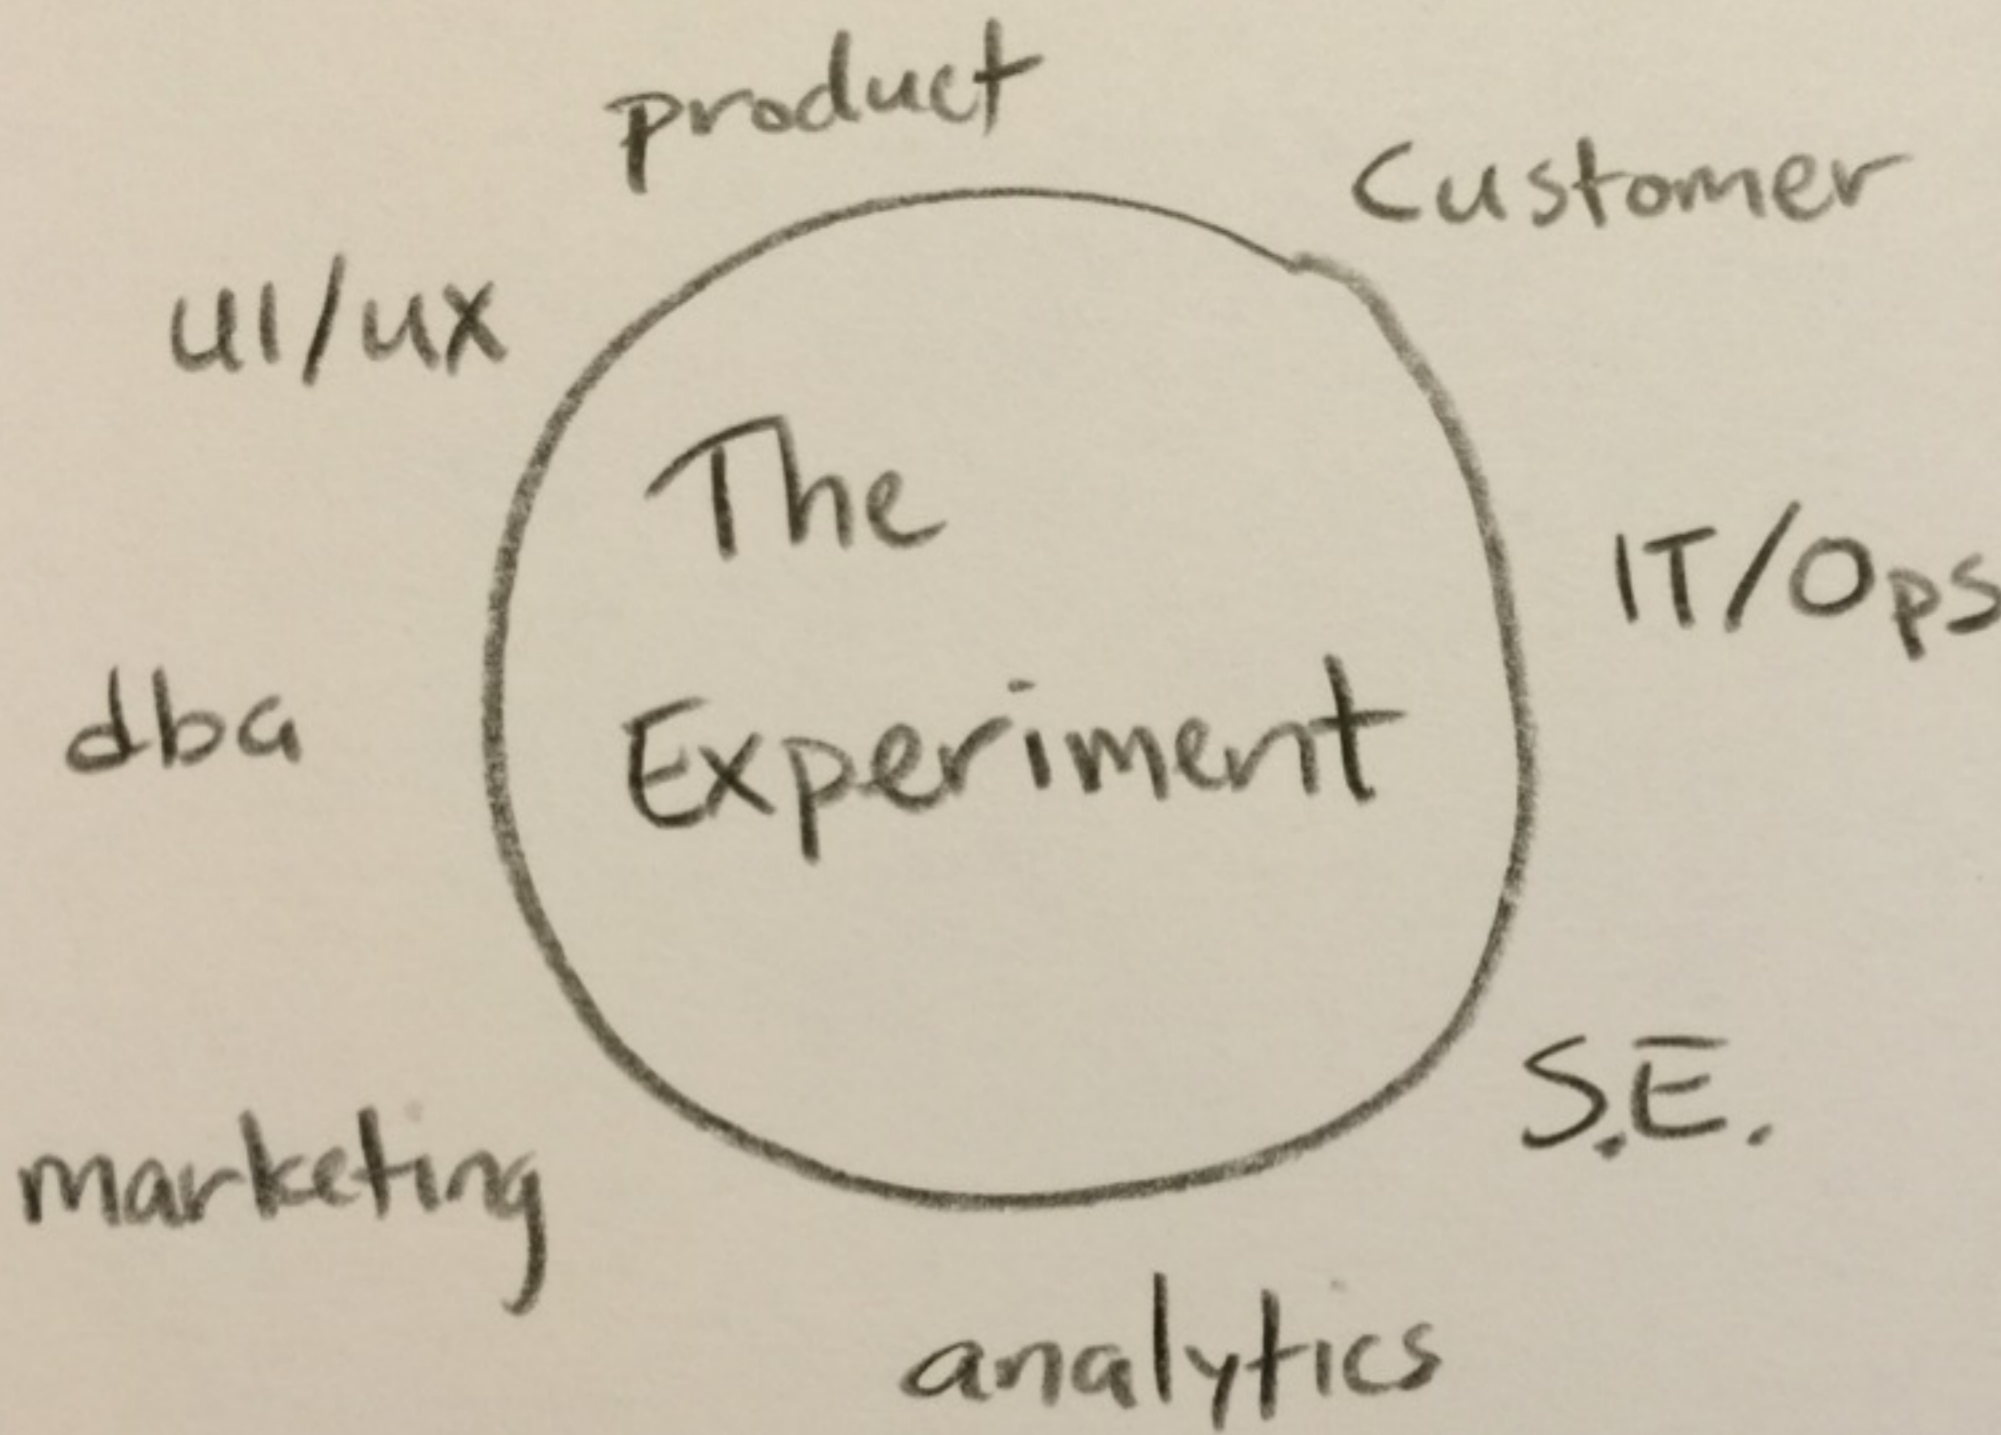 product
Customer
UI/UX
The
IT/Ops
dba
Experiment
S.E.
marketing
analytics